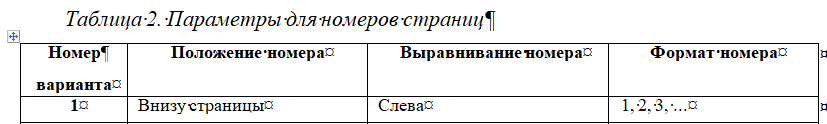 Таблица 2. Параметры для номеров страниц¶
Номер¶ Положение номера¤ Выравнивание номера¤ Формат номера¤ ¤
варианта¤
1¤ Внизу страницы¤ Слева¤ 1, 2, 3, ...¤ ¤